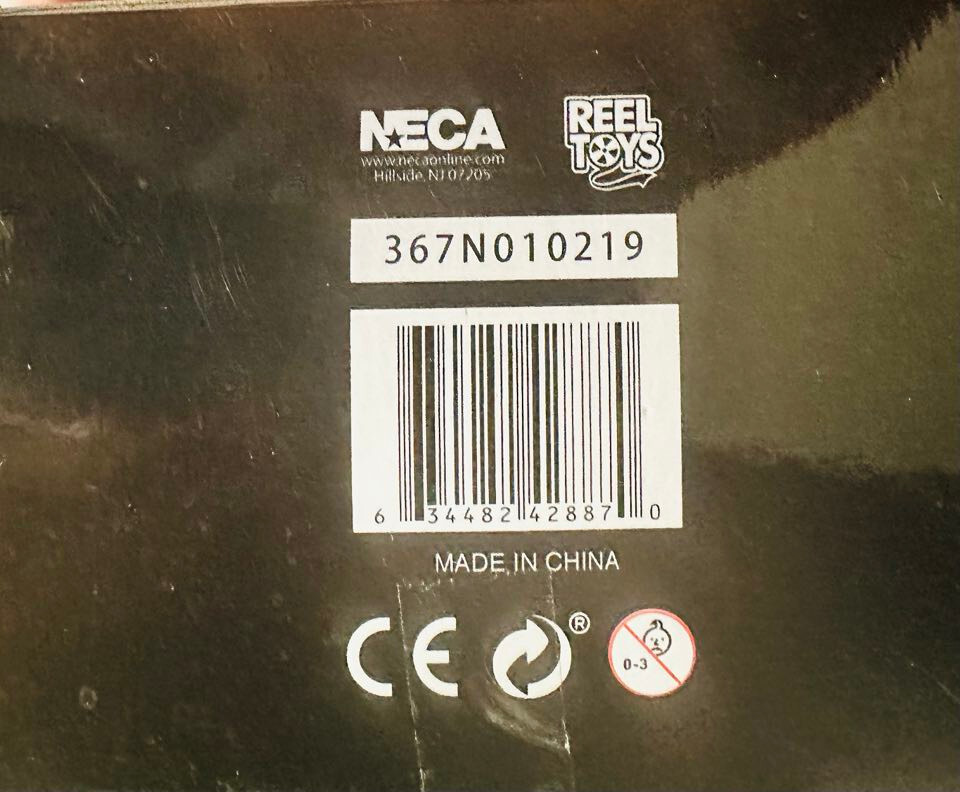 NECA
www.necaonline.com
Hillside, NJ 07205
REEL
TOYS
367N010219
6 34482 42887 0
MADE IN CHINA
CE ®
0-3